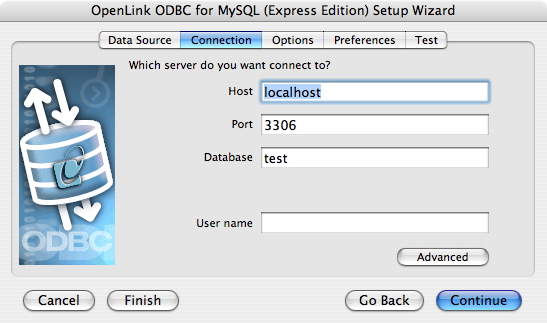 OpenLink ODBC for MySQL (Express Edition) Setup Wizard
Data Source Connection Options Preferences Test
Which server do you want connect to?
Host localhost
Port 3306
Database test
User name
ODBC
Advanced
Cancel Finish Go Back Continue